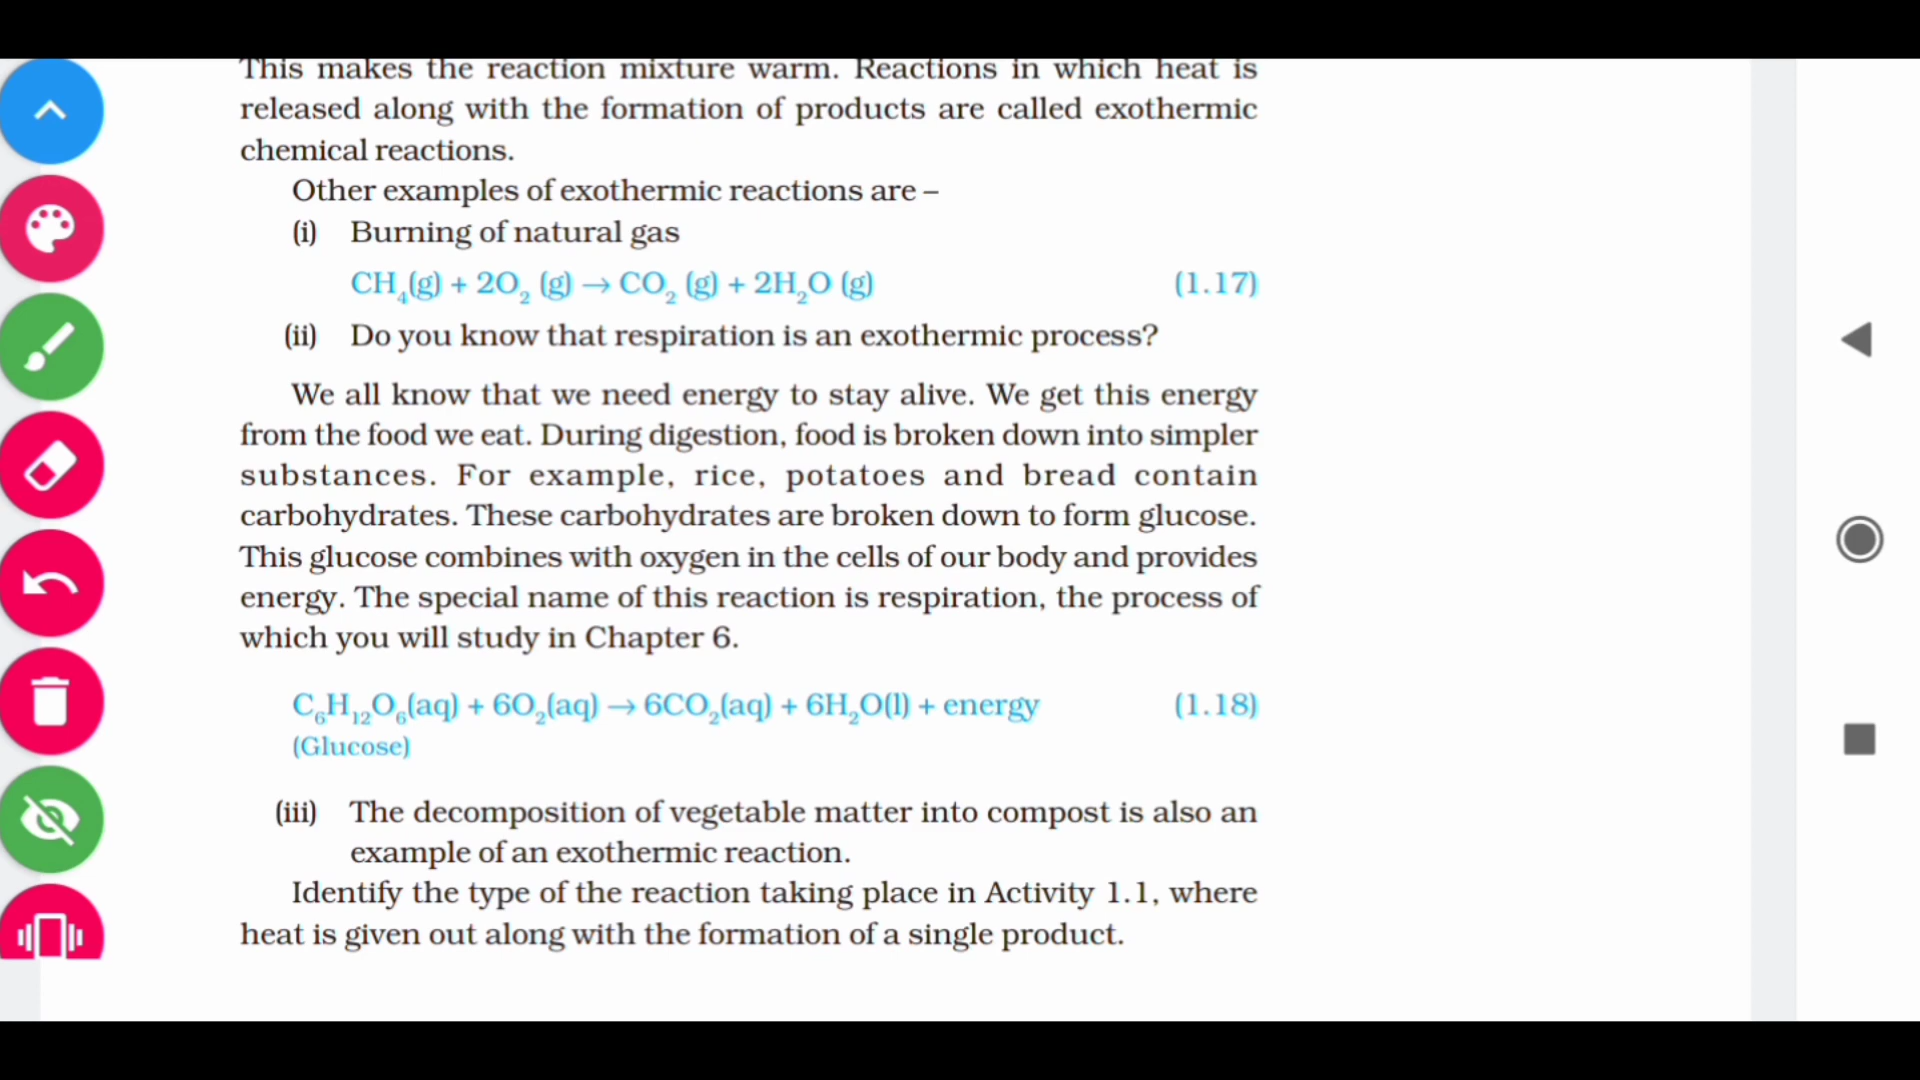 This makes the reaction mixture warm. Reactions in which heat is
released along with the formation of products are called exothermic
chemical reactions.
Other examples of exothermic reactions are –
(i) Burning of natural gas
CH₄(g) + 2O₂ (g) → CO₂ (g) + 2H₂O (g) (1.17)
(ii) Do you know that respiration is an exothermic process?
We all know that we need energy to stay alive. We get this energy
from the food we eat. During digestion, food is broken down into simpler
substances. For example, rice, potatoes and bread contain
carbohydrates. These carbohydrates are broken down to form glucose.
This glucose combines with oxygen in the cells of our body and provides
energy. The special name of this reaction is respiration, the process of
which you will study in Chapter 6.
C₆H₁₂O₆(aq) + 6O₂(aq) → 6CO₂(aq) + 6H₂O(l) + energy (1.18)
(Glucose)
(iii) The decomposition of vegetable matter into compost is also an
example of an exothermic reaction.
Identify the type of the reaction taking place in Activity 1.1, where
heat is given out along with the formation of a single product.